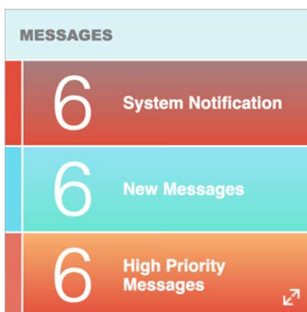 MESSAGES
6 System Notification
6 New Messages
6 High Priority
Messages